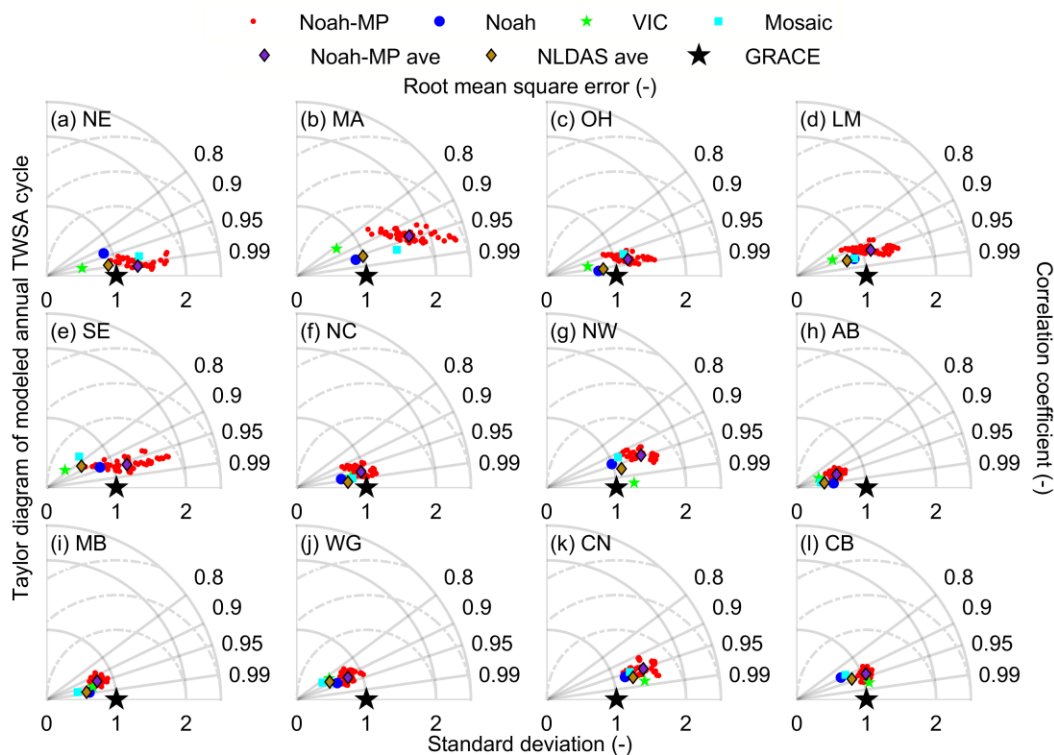 Noah-MP Noah VIC Mosaic
Noah-MP ave NLDAS ave GRACE
Root mean square error (-)
Taylor diagram of modeled annual TWSA cycle
(a) NE
0.8
0.9
0.95
0.99
0 1 2
(b) MA
0.8
0.9
0.95
0.99
0 1 2
(c) OH
0.8
0.9
0.95
0.99
0 1 2
(d) LM
0.8
0.9
0.95
0.99
0 1 2
(e) SE
0.8
0.9
0.95
0.99
0 1 2
(f) NC
0.8
0.9
0.95
0.99
0 1 2
(g) NW
0.8
0.9
0.95
0.99
0 1 2
(h) AB
0.8
0.9
0.95
0.99
0 1 2
(i) MB
0.8
0.9
0.95
0.99
0 1 2
(j) WG
0.8
0.9
0.95
0.99
0 1 2
(k) CN
0.8
0.9
0.95
0.99
0 1 2
(l) CB
0.8
0.9
0.95
0.99
0 1 2
Correlation coefficient (-)
Standard deviation (-)